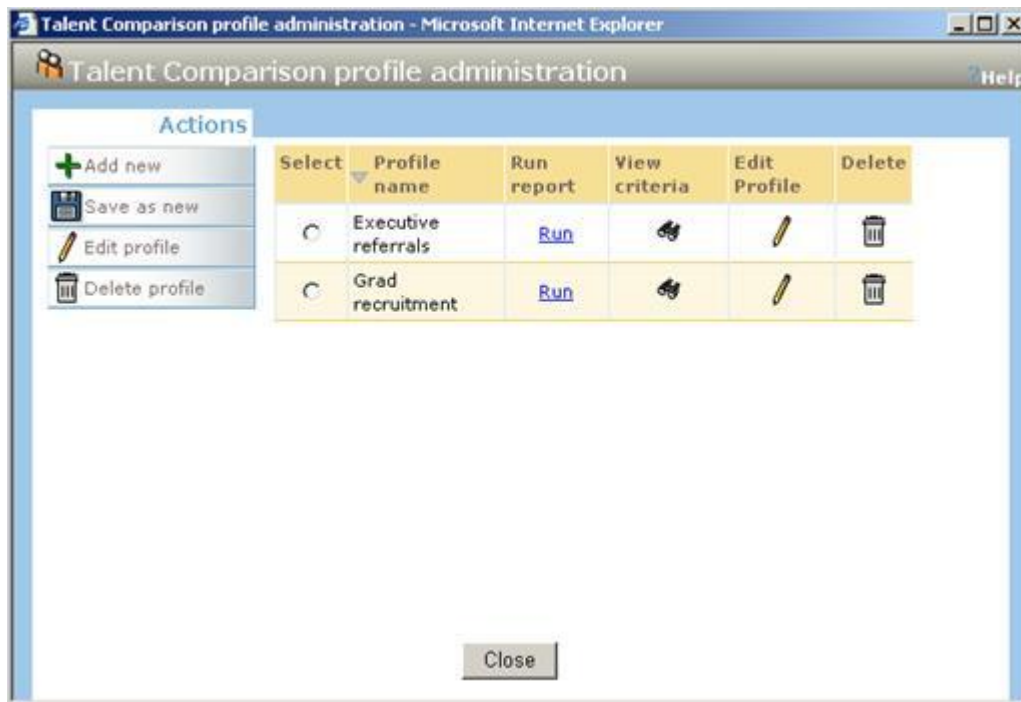 Talent Comparison profile administration - Microsoft Internet Explorer
Talent Comparison profile administration
?Help
Actions
Add new
Save as new
Edit profile
Delete profile
Select Profile name Run report View criteria Edit Profile Delete
Executive referrals Run
Grad recruitment Run
Close